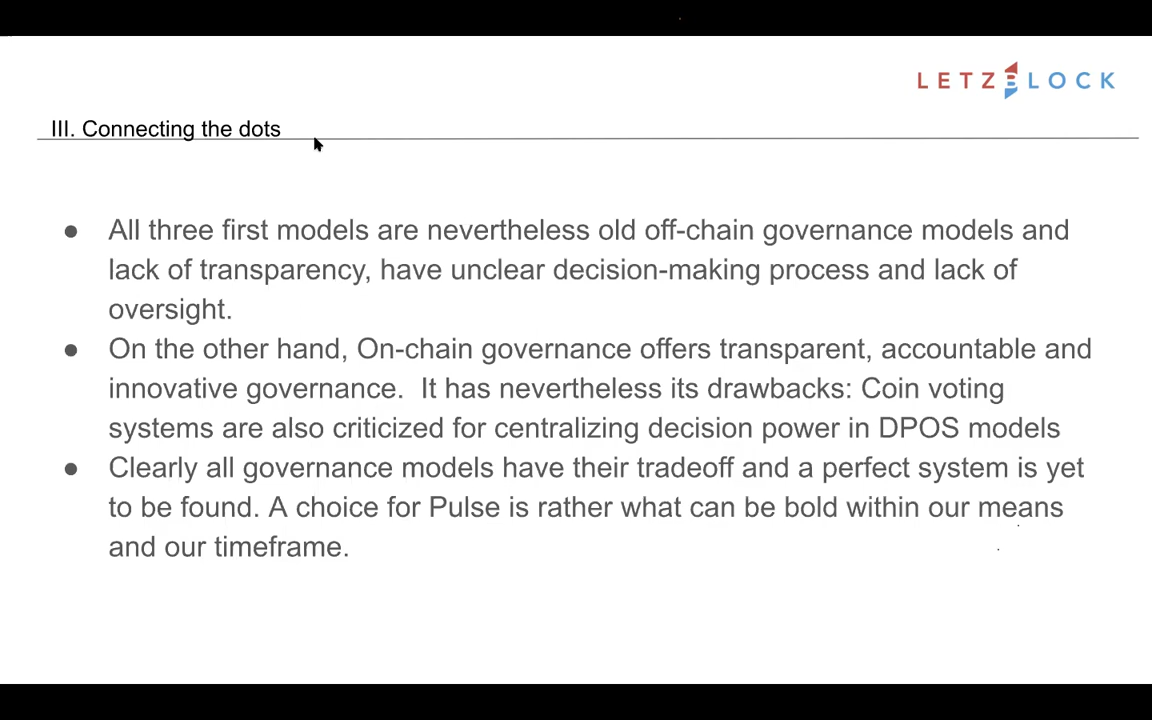 LETZBLOCK
III. Connecting the dots
● All three first models are nevertheless old off-chain governance models and
lack of transparency, have unclear decision-making process and lack of
oversight.
● On the other hand, On-chain governance offers transparent, accountable and
innovative governance.  It has nevertheless its drawbacks: Coin voting
systems are also criticized for centralizing decision power in DPOS models
● Clearly all governance models have their tradeoff and a perfect system is yet
to be found. A choice for Pulse is rather what can be bold within our means
and our timeframe.